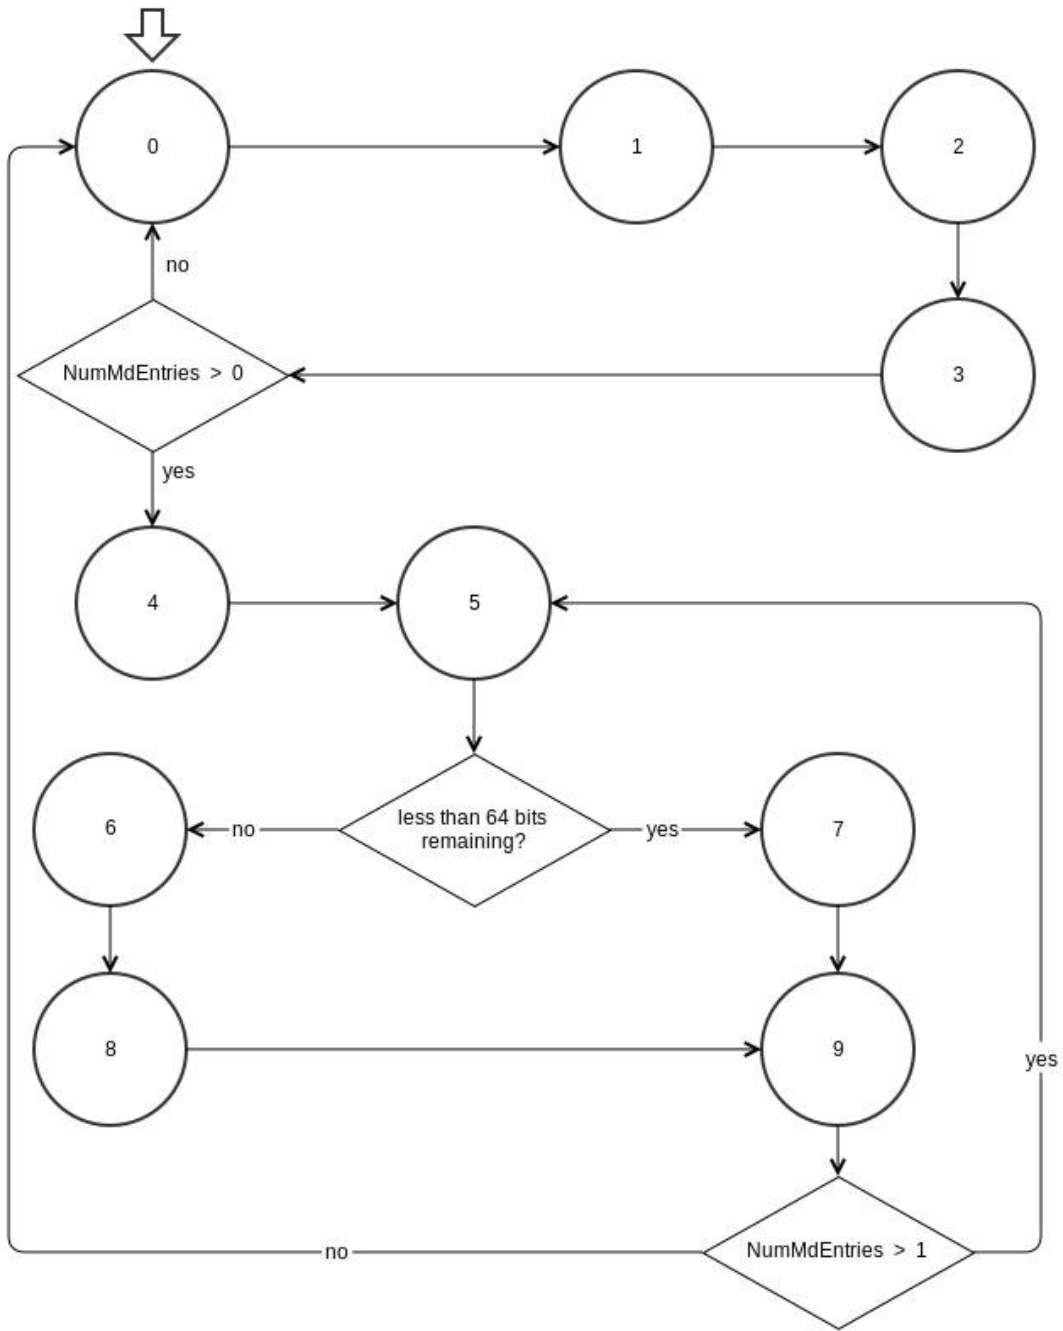 0
1
2
no
NumMdEntries > 0
3
yes
4
5
6
no
less than 64 bits
remaining?
yes
7
8
9
yes
no
NumMdEntries > 1